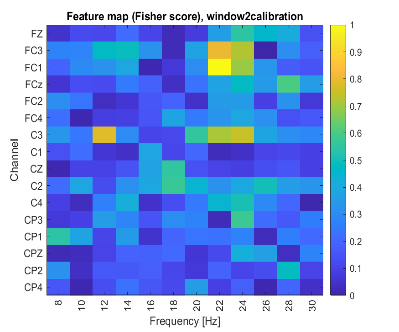 Feature map (Fisher score), window2calibration
Channel
FZ
FC3
FC1
FCz
FC2
FC4
C3
C1
CZ
C2
C4
CP3
CP1
CPZ
CP2
CP4
8 10 12 14 16 18 20 22 24 26 28 30
Frequency [Hz]
1
0.9
0.8
0.7
0.6
0.5
0.4
0.3
0.2
0.1
0